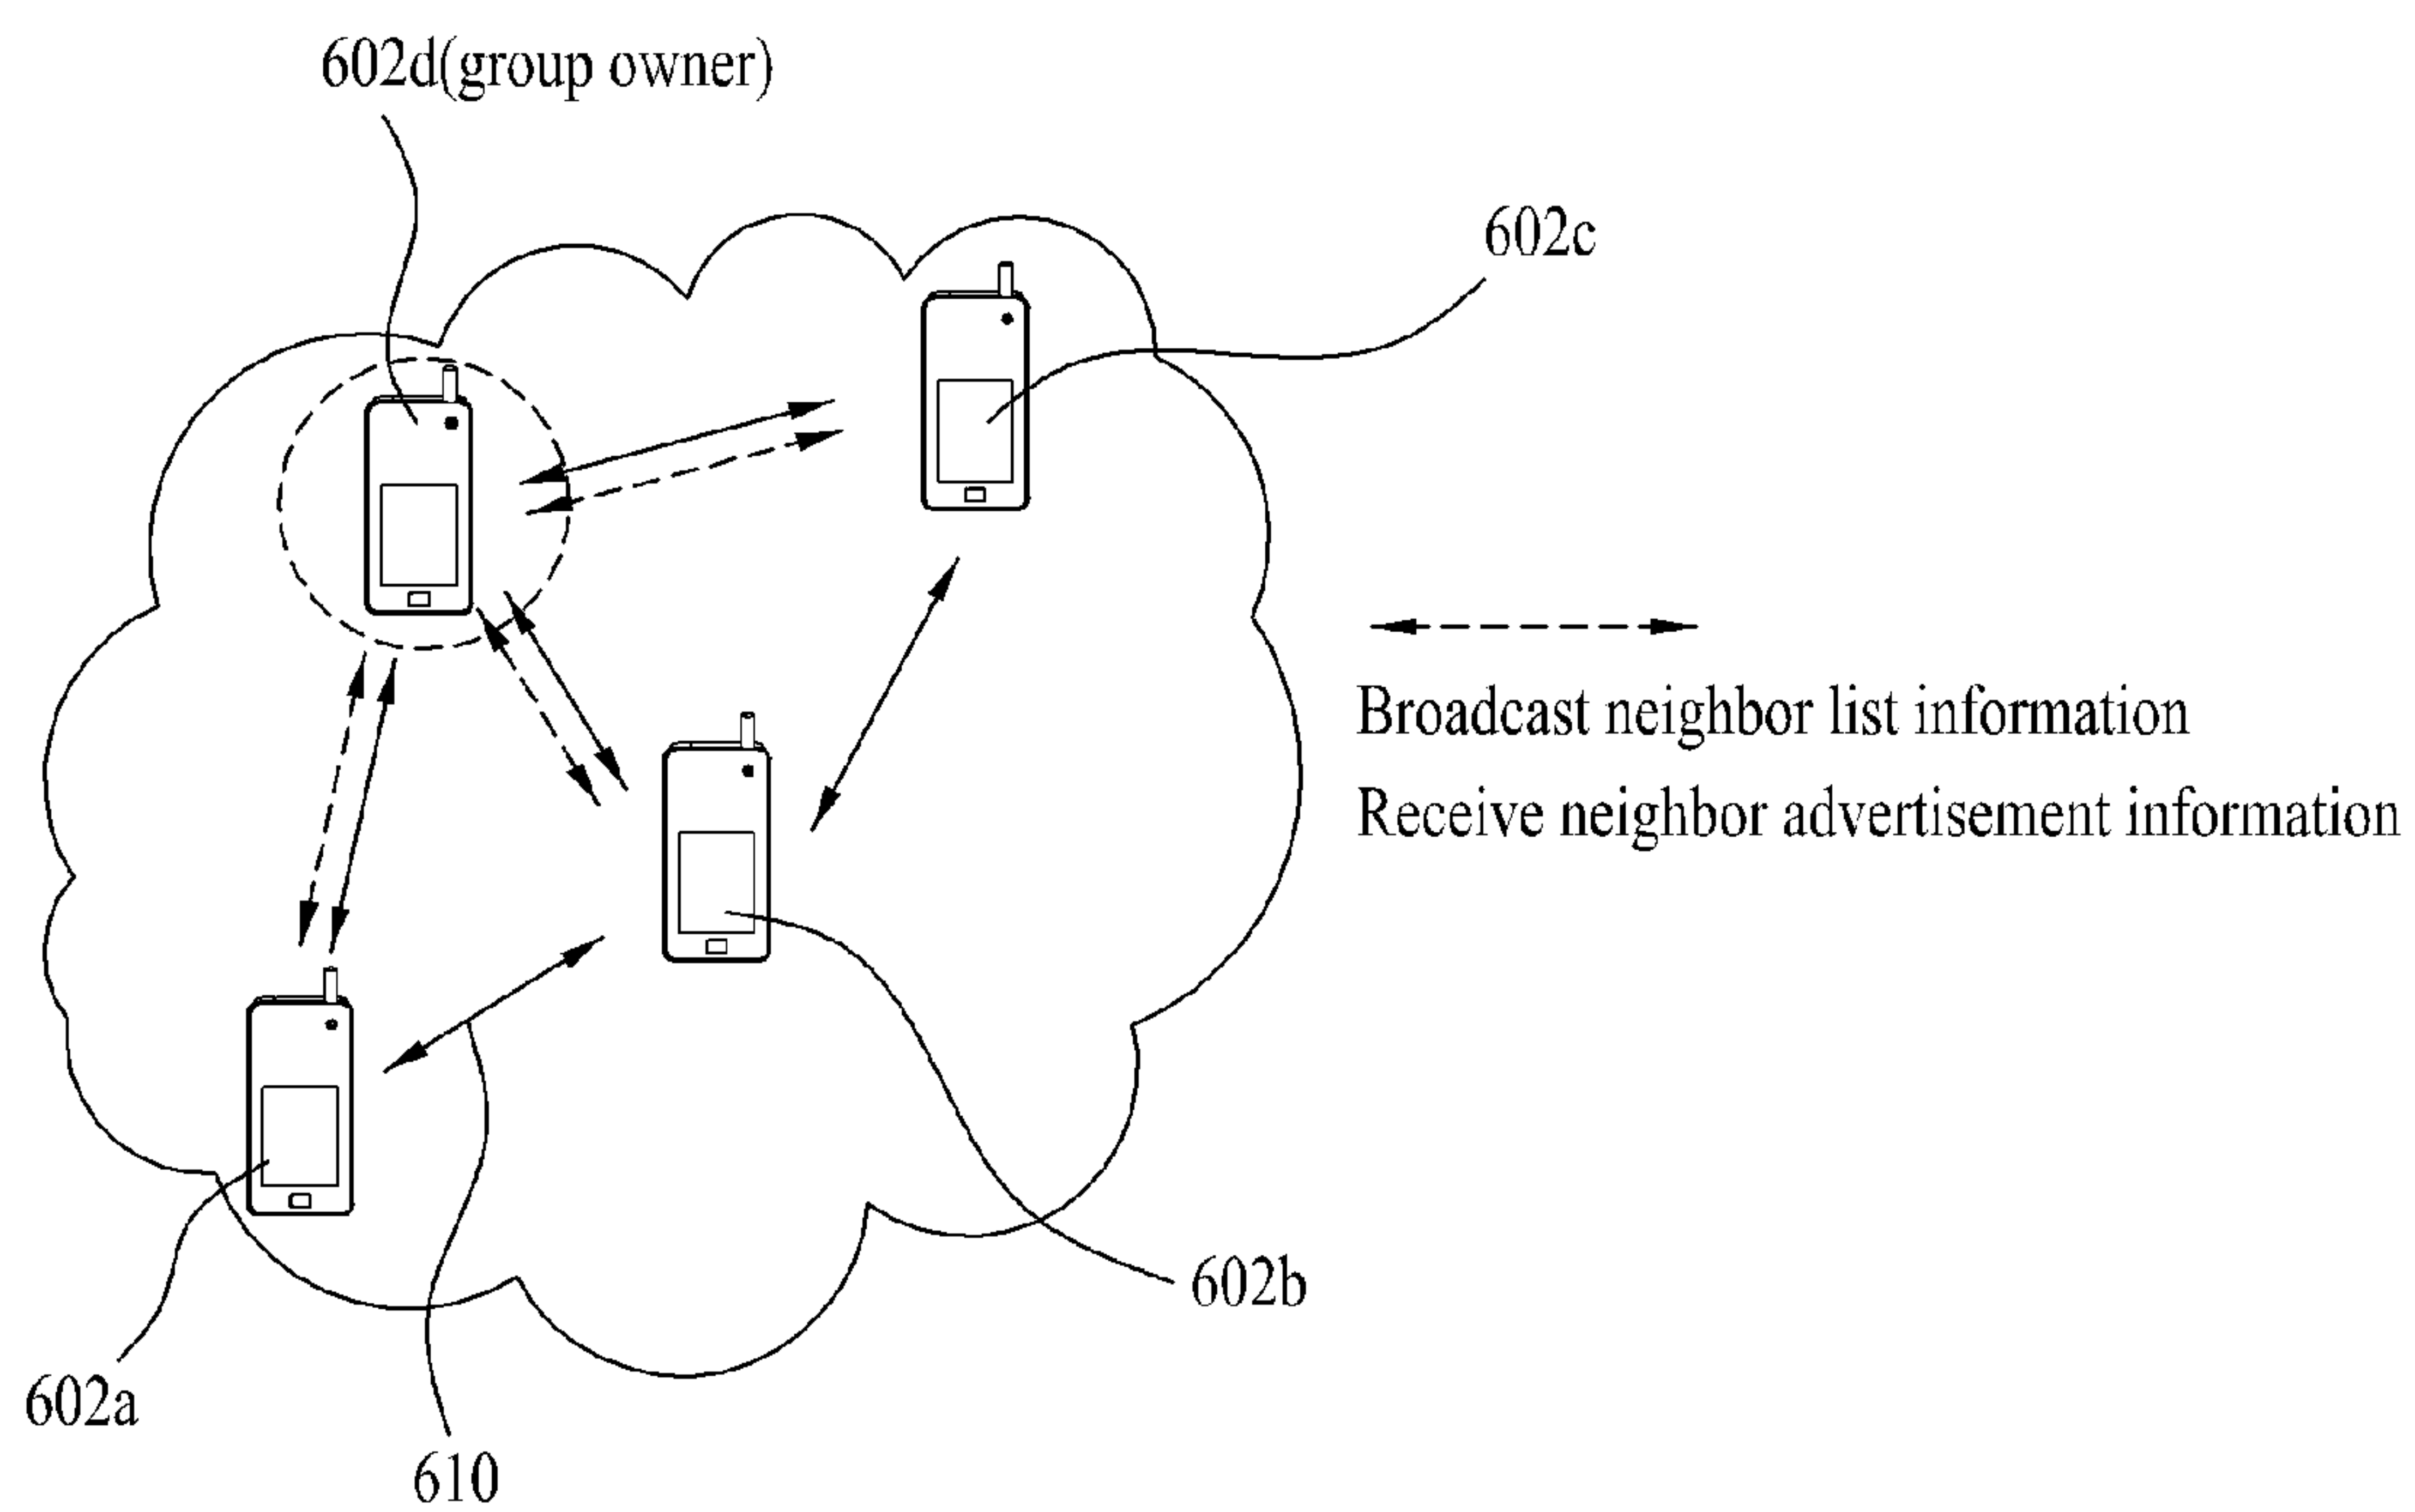 602d(group owner)
602c
Broadcast neighbor list information
Receive neighbor advertisement information
602b
602a
610